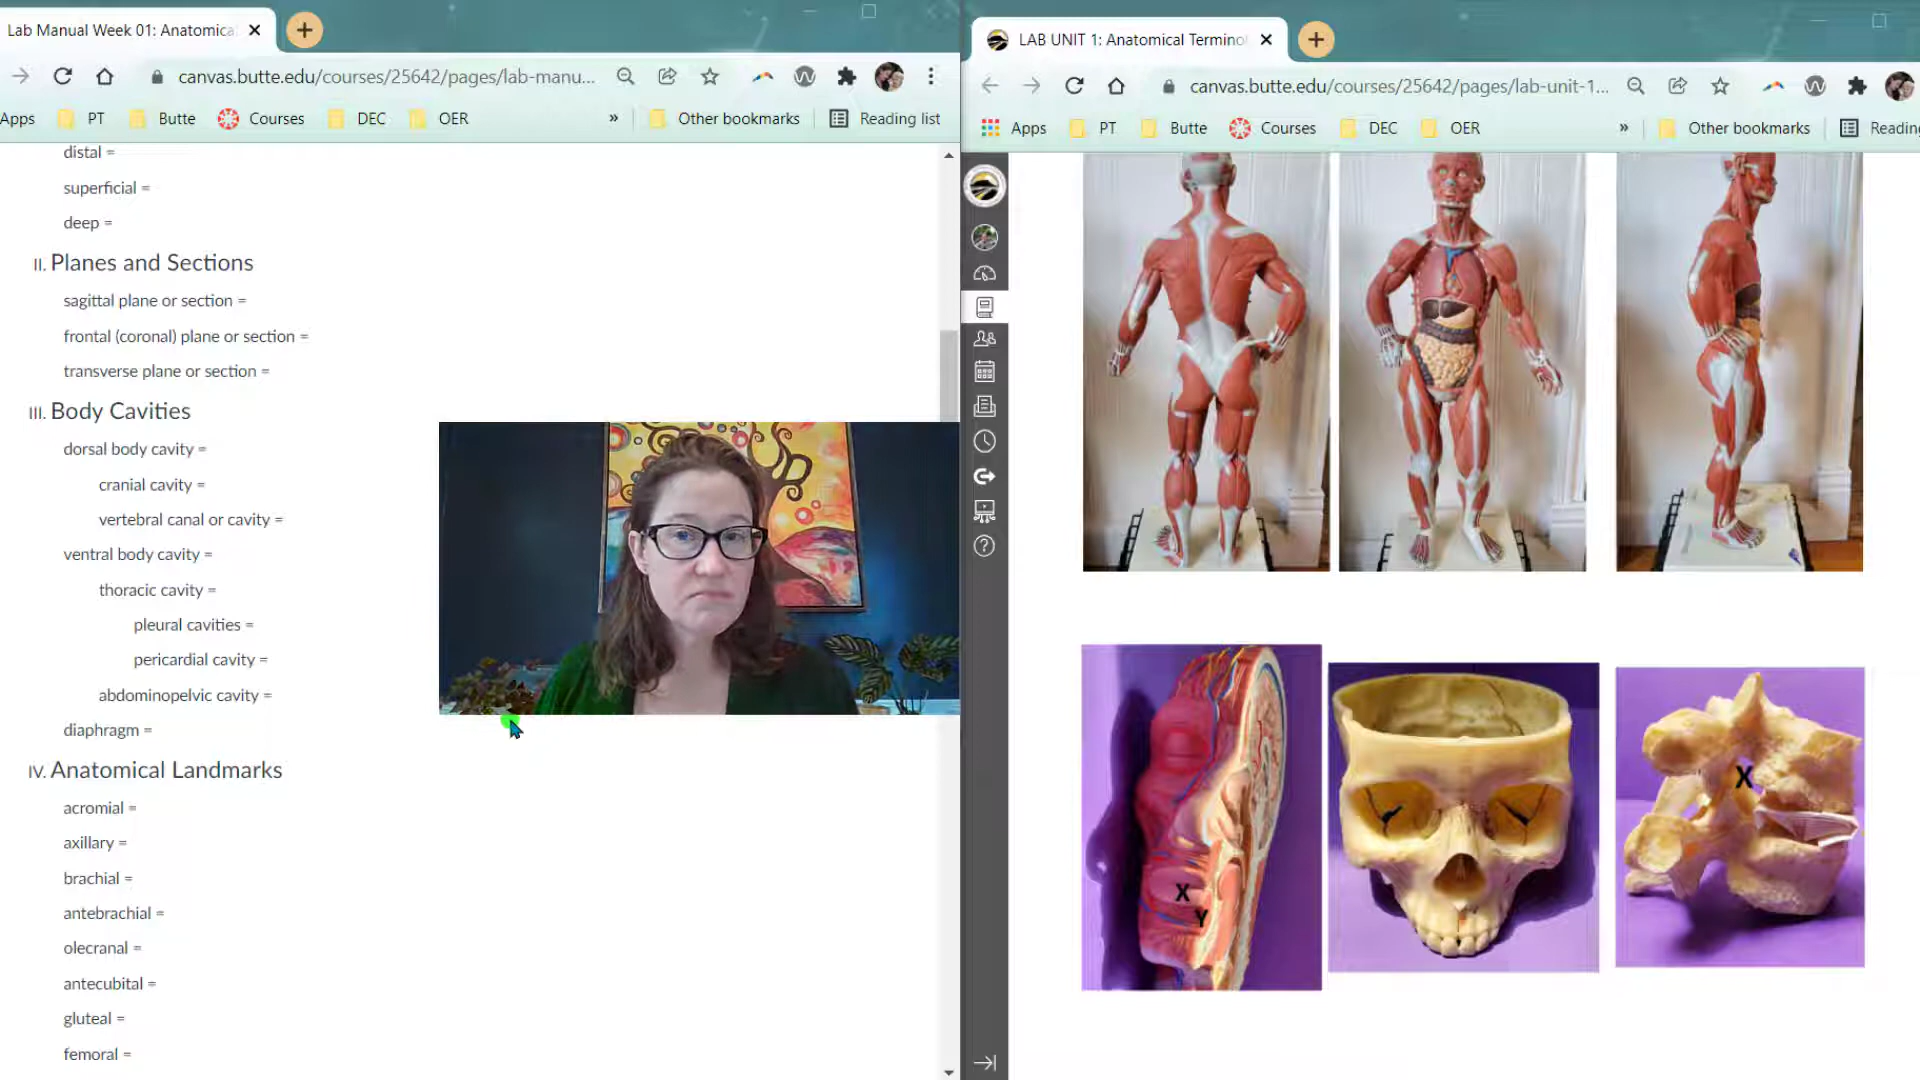 Lab Manual Week 01: Anatomica
canvas.butte.edu/courses/25642/pages/lab-manu...
Apps PT Butte Courses DEC OER » Other bookmarks Reading list
distal =
superficial =
deep =
II. Planes and Sections
sagittal plane or section =
frontal (coronal) plane or section =
transverse plane or section =
III. Body Cavities
dorsal body cavity =
cranial cavity =
vertebral canal or cavity =
ventral body cavity =
thoracic cavity =
pleural cavities =
pericardial cavity =
abdominopelvic cavity =
diaphragm =
IV. Anatomical Landmarks
acromial =
axillary =
brachial =
antebrachial =
olecranal =
antecubital =
gluteal =
femoral =
LAB UNIT 1: Anatomical Termino
canvas.butte.edu/courses/25642/pages/lab-unit-1...
Apps PT Butte Courses DEC OER » Other bookmarks Reading
X
Y
X